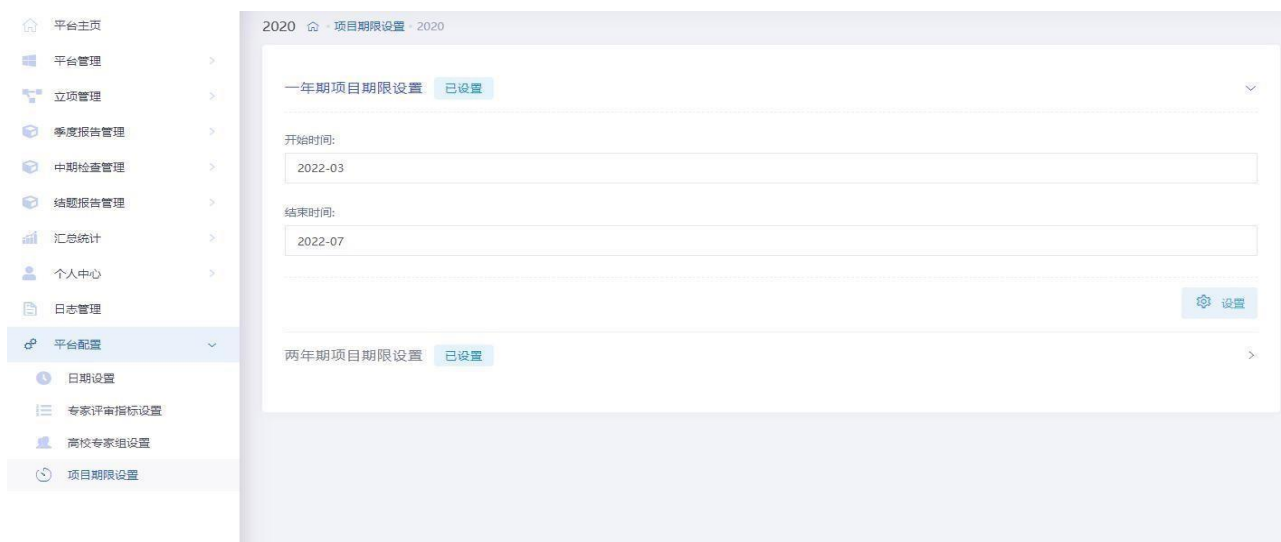 平台主页
平台管理
立项管理
季度报告管理
中期检查管理
结题报告管理
汇总统计
个人中心
日志管理
平台配置
日期设置
专家评审指标设置
高校专家组设置
项目期限设置
2020 项目期限设置 2020
一年期项目期限设置 已设置
开始时间:
2022-03
结束时间:
2022-07
设置
两年期项目期限设置 已设置